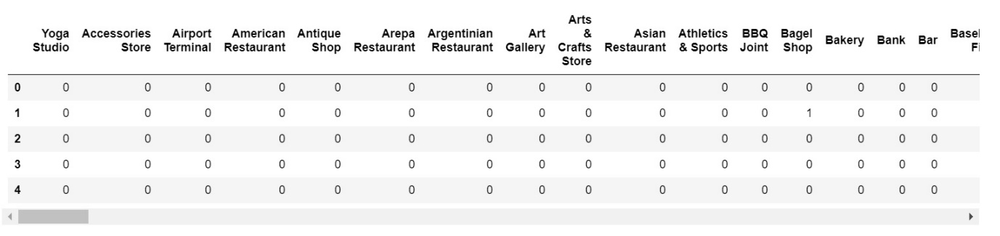 Yoga Studio Accessories Store Airport Terminal American Restaurant Antique Shop Arepa Restaurant Argentinian Restaurant Art Gallery Arts & Crafts Store Asian Restaurant Athletics & Sports BBQ Joint Bagel Shop Bakery Bank Bar
0 0 0 0 0 0 0 0 0 0 0 0 0 0 0 0 0
1 0 0 0 0 0 0 0 0 0 0 0 0 1 0 0 0
2 0 0 0 0 0 0 0 0 0 0 0 0 0 0 0 0
3 0 0 0 0 0 0 0 0 0 0 0 0 0 0 0 0
4 0 0 0 0 0 0 0 0 0 0 0 0 0 0 0 0